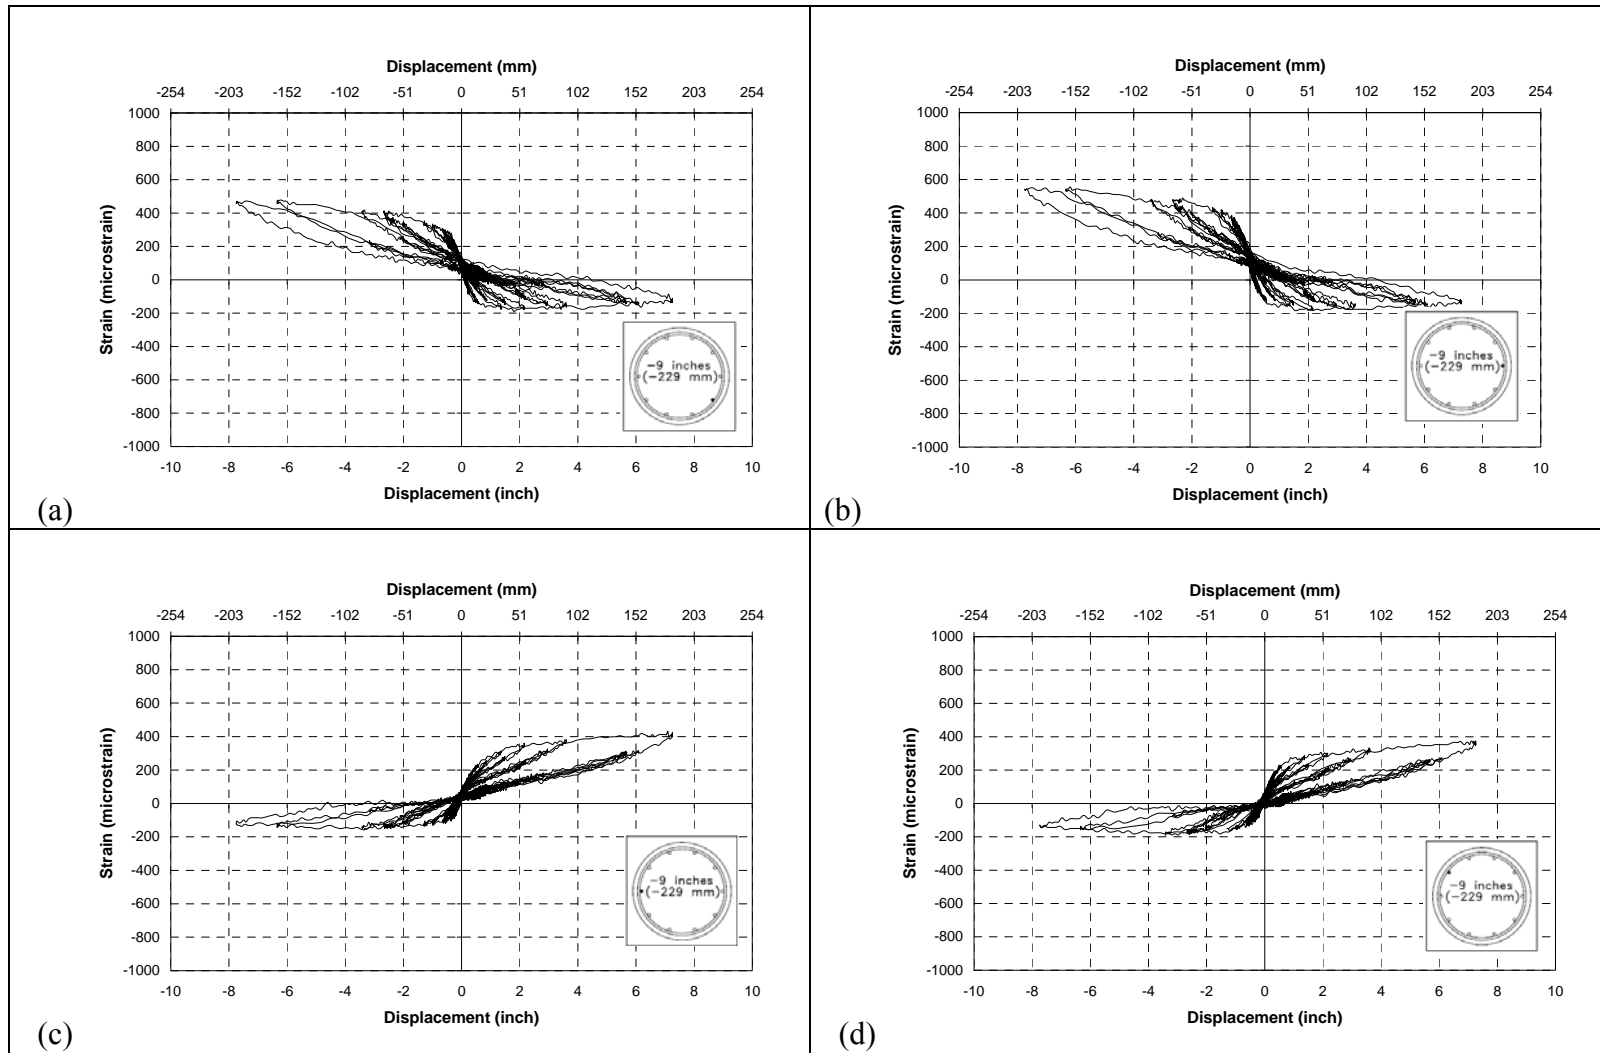 Displacement (mm)
-254 -203 -152 -102 -51 0 51 102 152 203 254
1000
800
600
400
200
0
-200
-400
-600
-800
-1000
Strain (microstrain)
-10 -8 -6 -4 -2 0 2 4 6 8 10
Displacement (inch)
-9 inches
(-229 mm)
(a)
Displacement (mm)
-254 -203 -152 -102 -51 0 51 102 152 203 254
1000
800
600
400
200
0
-200
-400
-600
-800
-1000
Strain (microstrain)
-10 -8 -6 -4 -2 0 2 4 6 8 10
Displacement (inch)
-9 inches
(-229 mm)
(b)
Displacement (mm)
-254 -203 -152 -102 -51 0 51 102 152 203 254
1000
800
600
400
200
0
-200
-400
-600
-800
-1000
Strain (microstrain)
-10 -8 -6 -4 -2 0 2 4 6 8 10
Displacement (inch)
-9 inches
(-229 mm)
(c)
Displacement (mm)
-254 -203 -152 -102 -51 0 51 102 152 203 254
1000
800
600
400
200
0
-200
-400
-600
-800
-1000
Strain (microstrain)
-10 -8 -6 -4 -2 0 2 4 6 8 10
Displacement (inch)
-9 inches
(-229 mm)
(d)